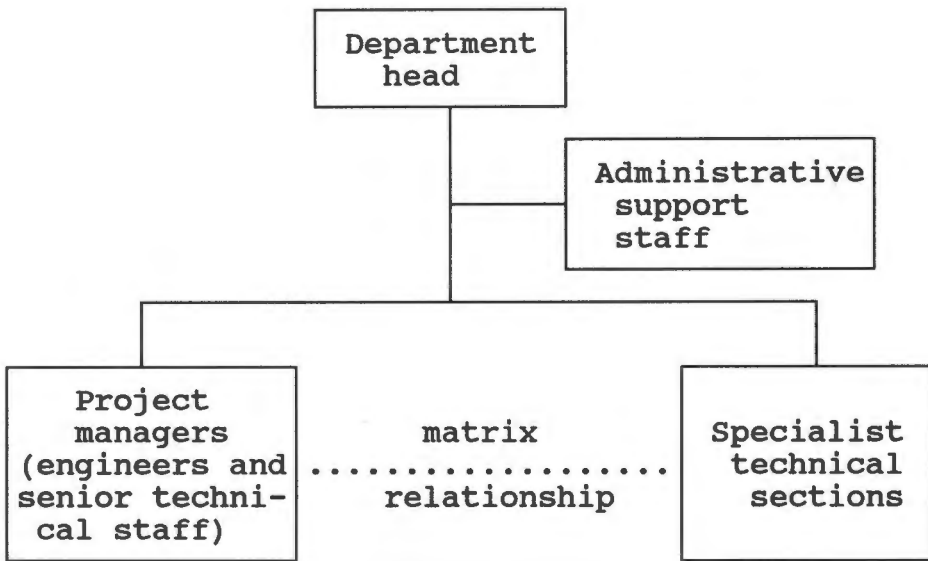 Department
head
Administrative
support
staff
Project
managers
(engineers and
senior techni-
cal staff)
matrix
relationship
Specialist
technical
sections